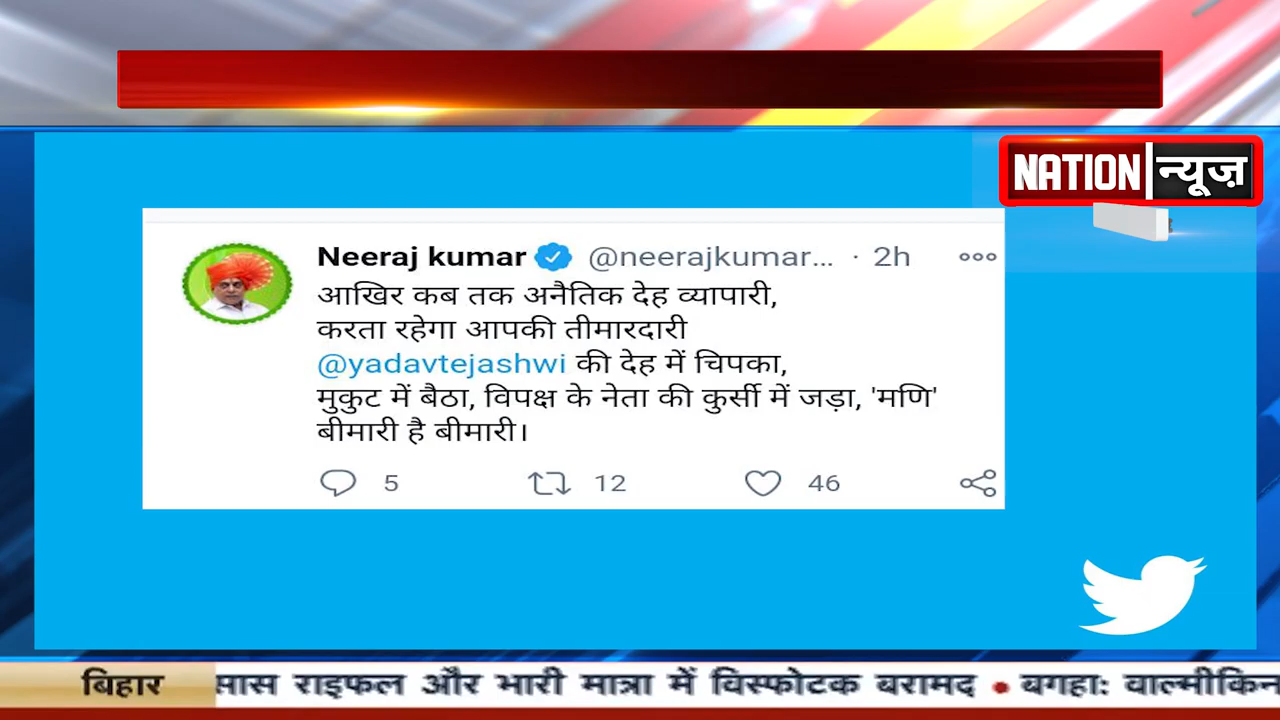 NATION न्यूज़
Neeraj kumar @neerajkumar... · 2h
आखिर कब तक अनैतिक देह व्यापारी,
करता रहेगा आपकी तीमारदारी
@yadavtejashwi की देह में चिपका,
मुकुट में बैठा, विपक्ष के नेता की कुर्सी में जड़ा, 'मणि'
बीमारी है बीमारी।
5 12 46
बिहार राइफल और भारी मात्रा में विस्फोटक बरामद • बगहा: वाल्मीकिन